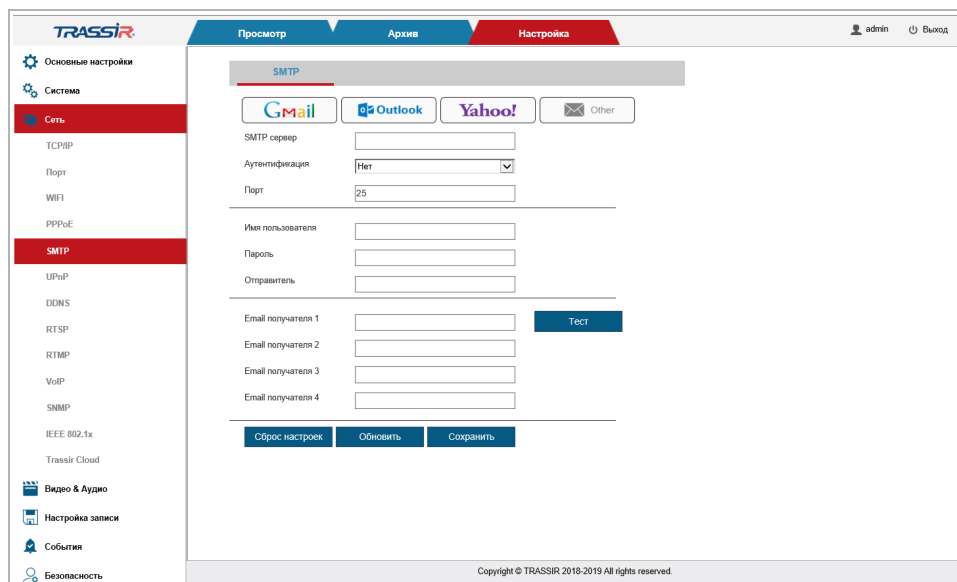 TRASSIR
Просмотр
Архив
Настройка
admin
Выход
Основные настройки
Система
Сеть
TCP/IP
Порт
WIFI
PPPoE
SMTP
UPnP
DDNS
RTSP
RTMP
VoIP
SNMP
IEEE 802.1x
Trassir Cloud
Видео & Аудио
Настройка записи
События
Безопасность
SMTP
Gmail
Outlook
Yahoo!
Other
SMTP сервер
Аутентификация
Нет
Порт
25
Имя пользователя
Пароль
Отправитель
Email получателя 1
Тест
Email получателя 2
Email получателя 3
Email получателя 4
Сброс настроек
Обновить
Сохранить
Copyright © TRASSIR 2018-2019 All rights reserved.